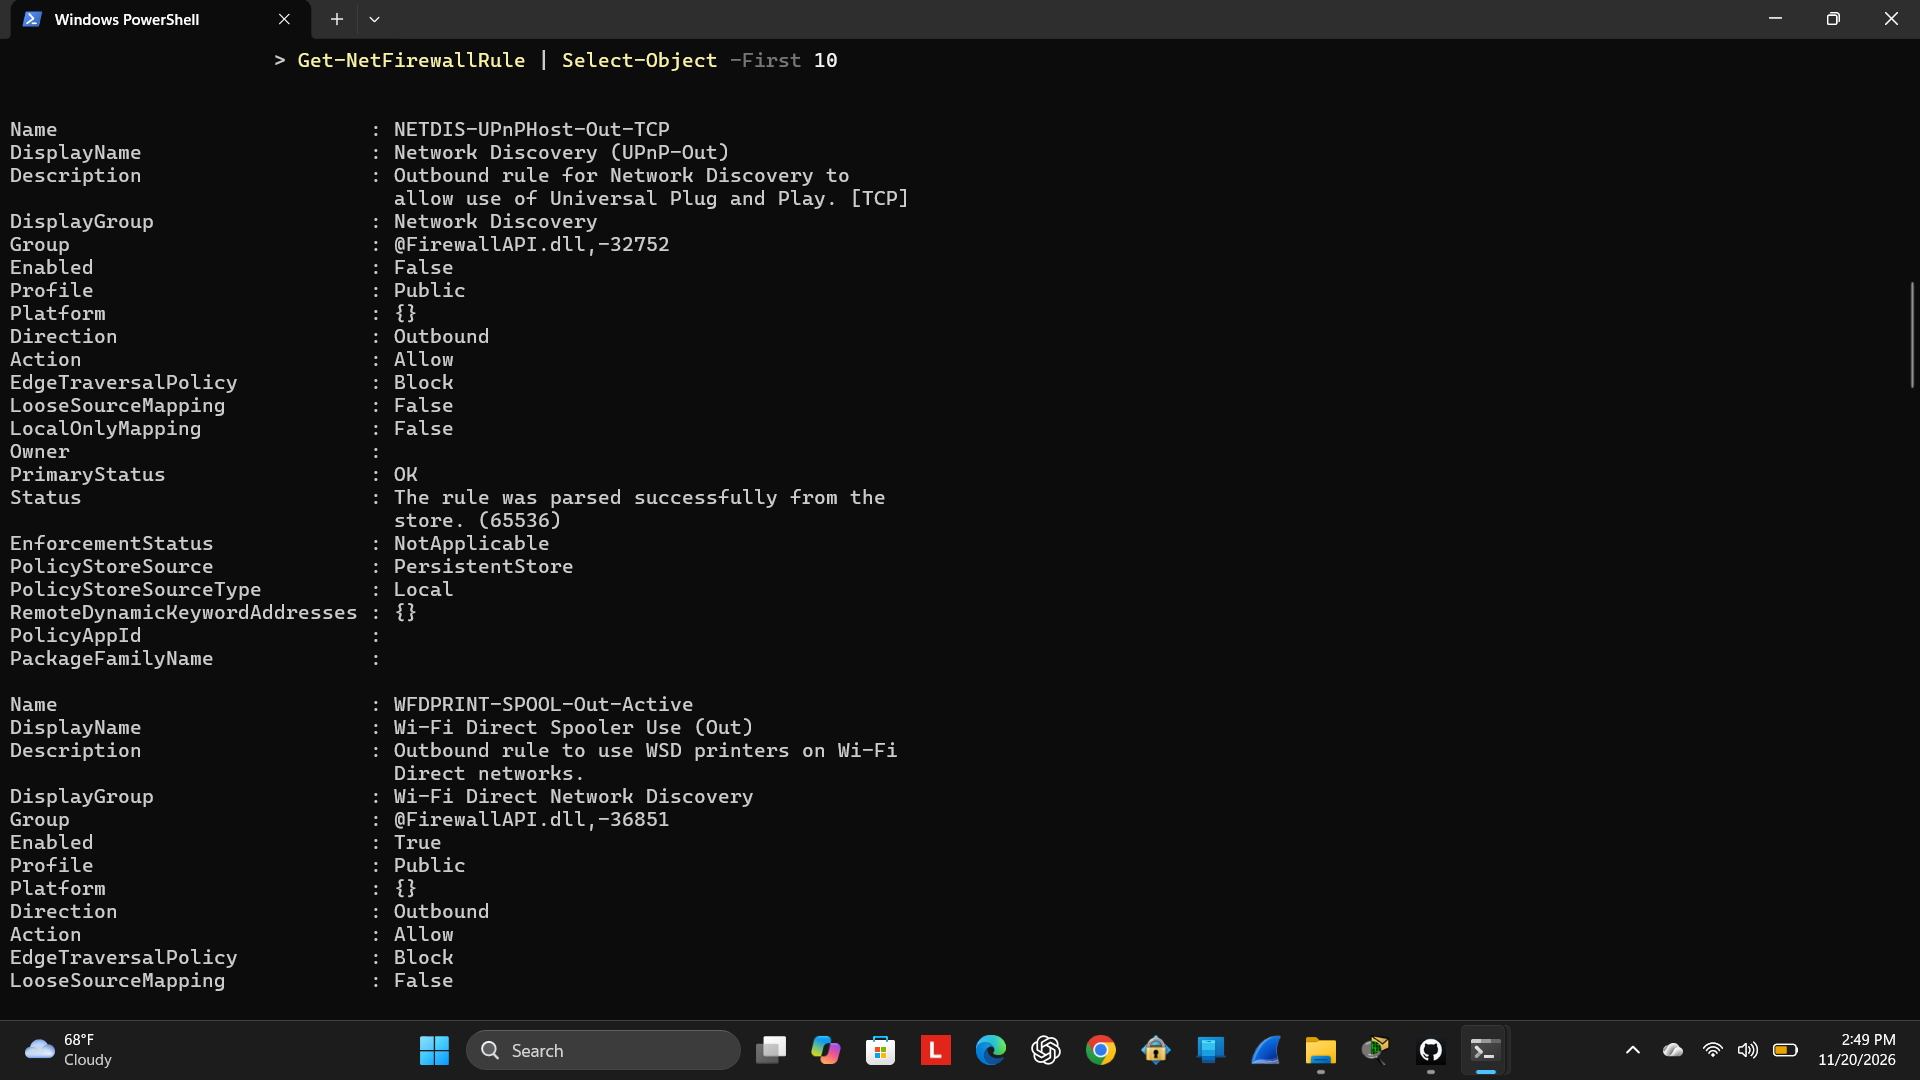 Windows PowerShell
> Get-NetFirewallRule | Select-Object -First 10
Name : NETDIS-UPnPHost-Out-TCP
DisplayName : Network Discovery (UPnP-Out)
Description : Outbound rule for Network Discovery to
allow use of Universal Plug and Play. [TCP]
DisplayGroup : Network Discovery
Group : @FirewallAPI.dll,-32752
Enabled : False
Profile : Public
Platform : {}
Direction : Outbound
Action : Allow
EdgeTraversalPolicy : Block
LooseSourceMapping : False
LocalOnlyMapping : False
Owner :
PrimaryStatus : OK
Status : The rule was parsed successfully from the
store. (65536)
EnforcementStatus : NotApplicable
PolicyStoreSource : PersistentStore
PolicyStoreSourceType : Local
RemoteDynamicKeywordAddresses : {}
PolicyAppId :
PackageFamilyName :
Name : WFDPRINT-SPOOL-Out-Active
DisplayName : Wi-Fi Direct Spooler Use (Out)
Description : Outbound rule to use WSD printers on Wi-Fi
Direct networks.
DisplayGroup : Wi-Fi Direct Network Discovery
Group : @FirewallAPI.dll,-36851
Enabled : True
Profile : Public
Platform : {}
Direction : Outbound
Action : Allow
EdgeTraversalPolicy : Block
LooseSourceMapping : False
68°F
Cloudy
Search
L
2:49 PM
11/20/2026